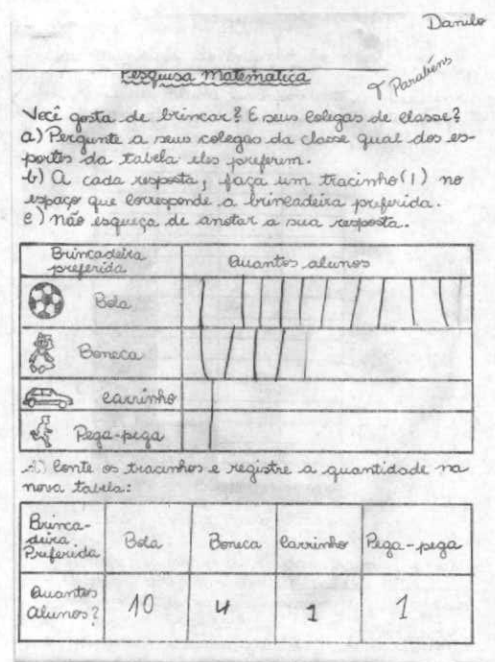 Danilo
Pesquisa Matemática
Parabéns
Você gosta de brincar? E seus colegas de classe?
a) Pergunte a seus colegas da classe qual dos es-
portes da tabela eles preferem.
b) A cada resposta, faça um tracinho (1) no
espaço que corresponde a brincadeira preferida.
c) não esqueça de anotar a sua resposta.
Brincadeira preferida Quantos alunos
Bola
Boneca
carrinho
Pega-pega
Conte os tracinhos e registre a quantidade na
nova tabela:
Brinca-
deira
Preferida Bola Boneca Carrinho Pega-pega
Quantos
Alunos? 10 4 1 1